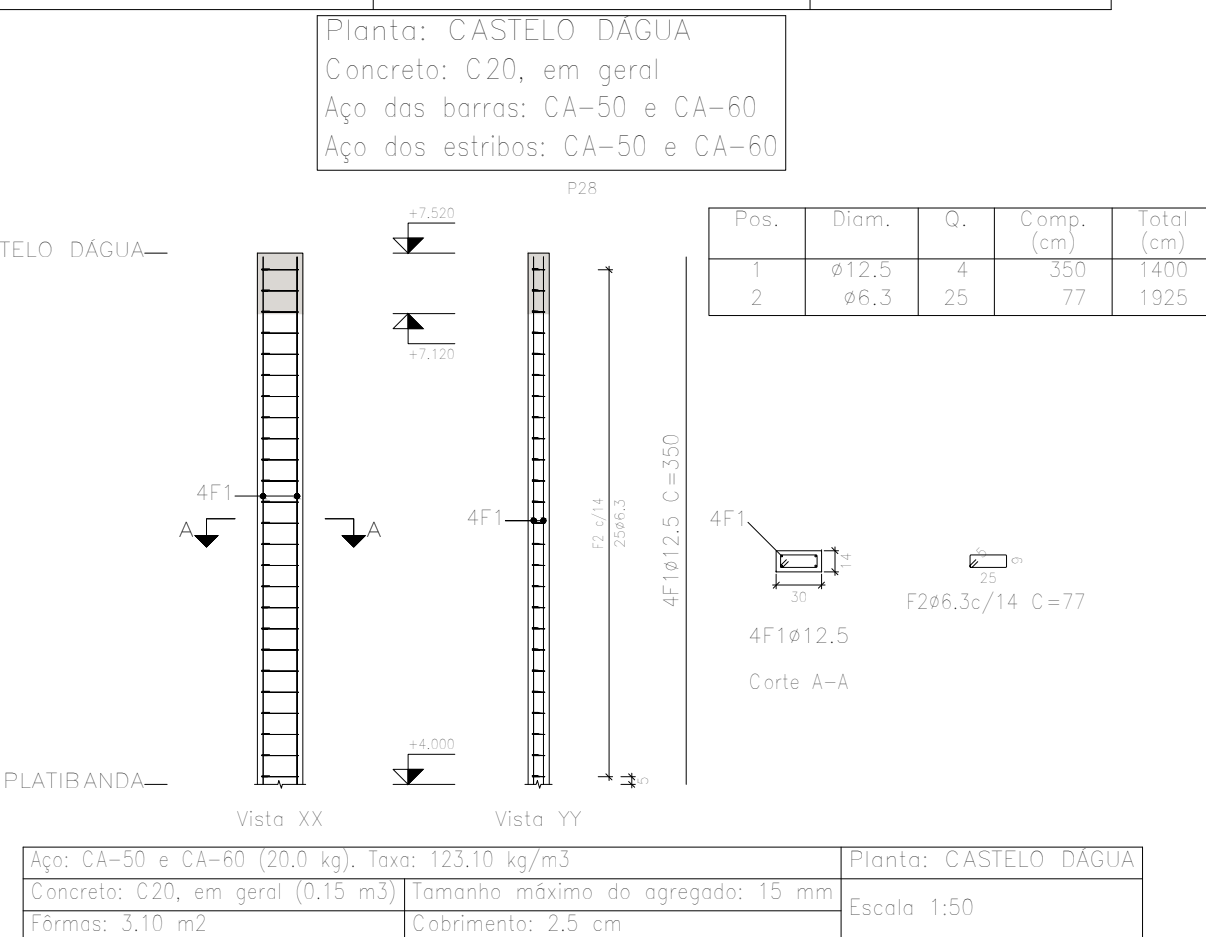 Planta: CASTELO DÁGUA
Concreto: C20, em geral
Aço das barras: CA-50 e CA-60
Aço dos estribos: CA-50 e CA-60
P28
Pos. Diam. Q. Comp. (cm) Total (cm)
1 ø12.5 4 350 1400
2 ø6.3 25 77 1925
TELO DÁGUA
+7.520
+7.120
4F1
A A
+4.000
PLATIBANDA
Vista XX
4F1
F2 c/14
25ø6.3
5
Vista YY
4F1ø12.5 C=350
4F1
14
30
4F1ø12.5
Corte A-A
9
25
F2ø6.3c/14 C=77
Aço: CA-50 e CA-60 (20.0 kg). Taxa: 123.10 kg/m3
Planta: CASTELO DÁGUA
Concreto: C20, em geral (0.15 m3) Tamanho máximo do agregado: 15 mm
Escala 1:50
Fôrmas: 3.10 m2 Cobrimento: 2.5 cm